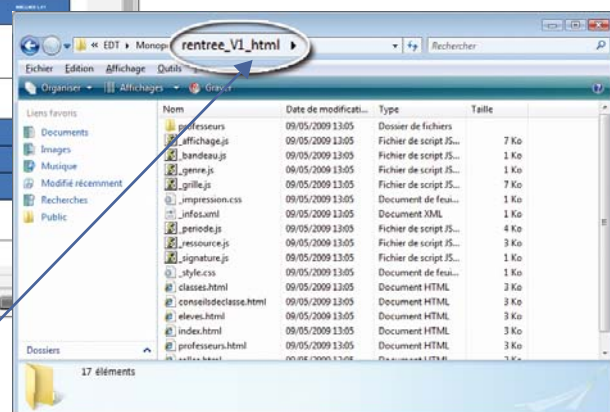 « EDT ▸ Monop rentree_V1_html ▸ Rechercher
Fichier Edition Affichage Outils
Organiser Affichages Graver
Liens favoris
Documents
Images
Musique
Modifié récemment
Recherches
Public
Dossiers
Nom Date de modificati... Type Taille
professeurs 09/05/2009 13:05 Dossier de fichiers
_affichage.js 09/05/2009 13:05 Fichier de script JS... 7 Ko
_bandeau.js 09/05/2009 13:05 Fichier de script JS... 1 Ko
_genre.js 09/05/2009 13:05 Fichier de script JS... 1 Ko
_grille.js 09/05/2009 13:05 Fichier de script JS... 7 Ko
_impression.css 09/05/2009 13:05 Document de feui... 1 Ko
_infos.xml 09/05/2009 13:05 Document XML 1 Ko
_periode.js 09/05/2009 13:05 Fichier de script JS... 4 Ko
_ressource.js 09/05/2009 13:05 Fichier de script JS... 3 Ko
_signature.js 09/05/2009 13:05 Fichier de script JS... 1 Ko
_style.css 09/05/2009 13:05 Document de feui... 1 Ko
classes.html 09/05/2009 13:05 Document HTML 3 Ko
conseilsdeclasse.html 09/05/2009 13:05 Document HTML 3 Ko
eleves.html 09/05/2009 13:05 Document HTML 3 Ko
index.html 09/05/2009 13:05 Document HTML 3 Ko
professeurs.html 09/05/2009 13:05 Document HTML 3 Ko
17 éléments